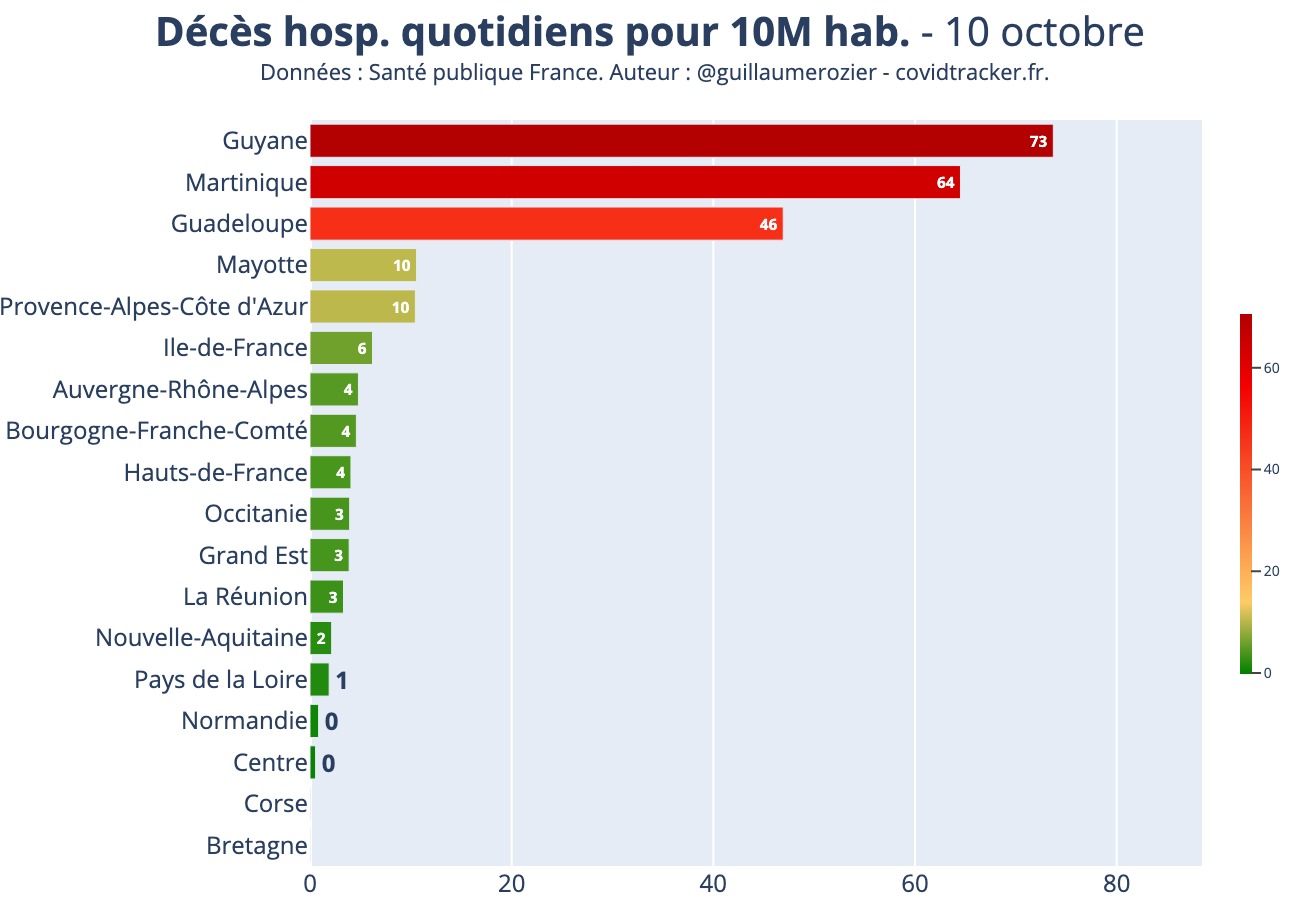 Décès hosp. quotidiens pour 10M hab. - 10 octobre
Données : Santé publique France. Auteur : @guillaumerozier - covidtracker.fr.
Guyane 73
Martinique 64
Guadeloupe 46
Mayotte 10
Provence-Alpes-Côte d'Azur 10
Ile-de-France 6
Auvergne-Rhône-Alpes 4
Bourgogne-Franche-Comté 4
Hauts-de-France 4
Occitanie 3
Grand Est 3
La Réunion 3
Nouvelle-Aquitaine 2
Pays de la Loire 1
Normandie 0
Centre 0
Corse
Bretagne
0 20 40 60 80
60
40
20
0